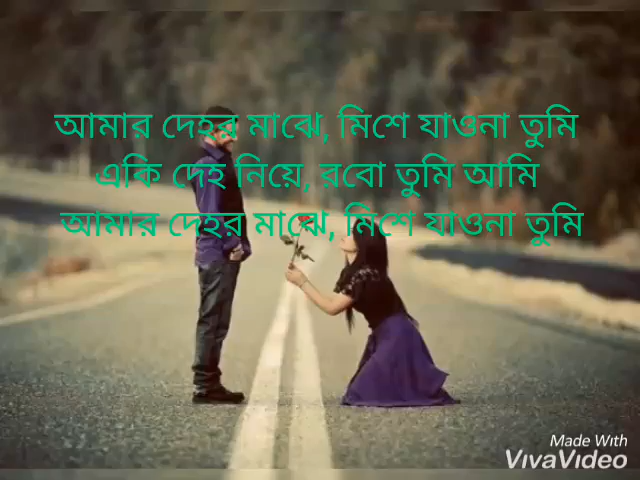 আমার দেহর মাঝে, মিশে যাওনা তুমি
একি দেহ নিয়ে, রবো তুমি আমি
আমার দেহর মাঝে, মিশে যাওনা তুমি
Made With
VivaVideo